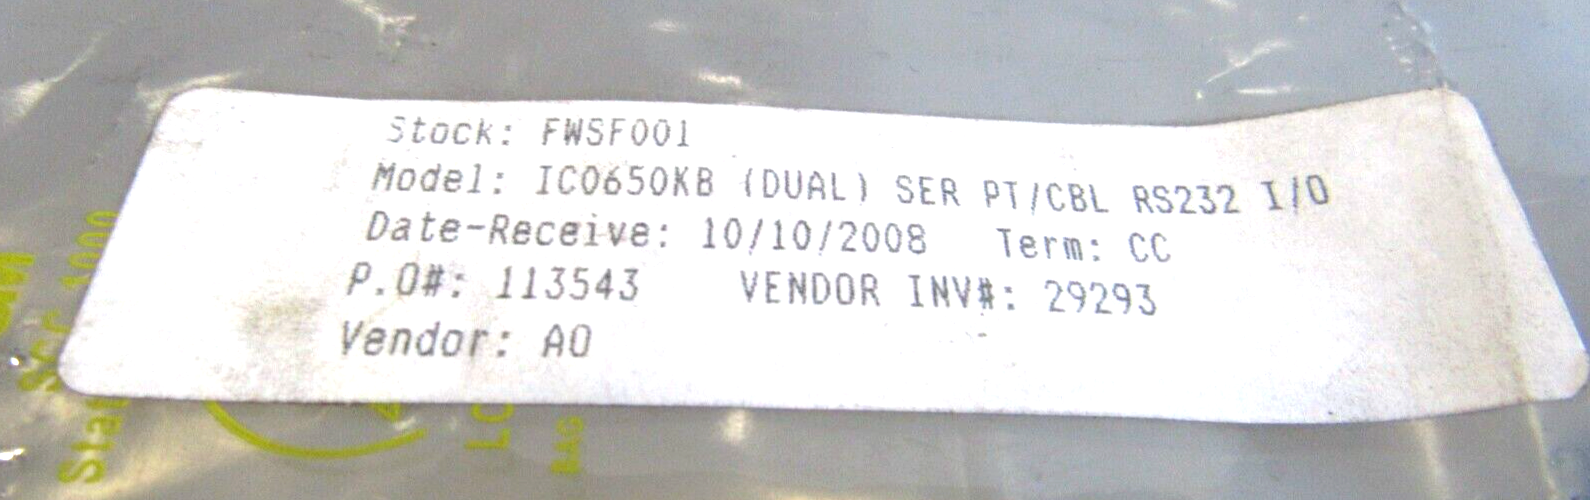 Stock: FWSF001
Model: IC0650KB (DUAL) SER PT/CBL RS232 I/O
Date-Receive: 10/10/2008 Term: CC
P.O#: 113543 VENDOR INV#: 29293
Vendor: AO